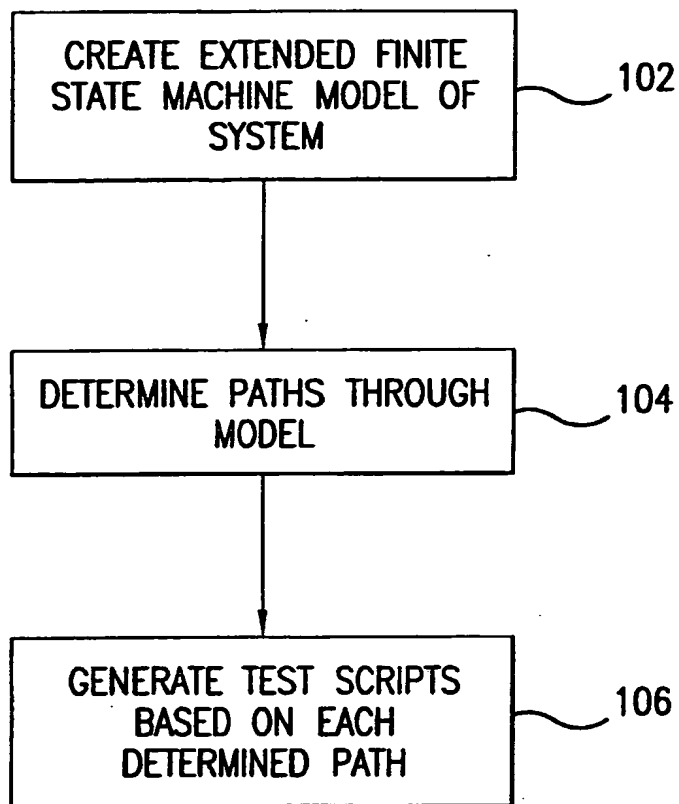 CREATE EXTENDED FINITE
STATE MACHINE MODEL OF
SYSTEM
102
DETERMINE PATHS THROUGH
MODEL
104
GENERATE TEST SCRIPTS
BASED ON EACH
DETERMINED PATH
106